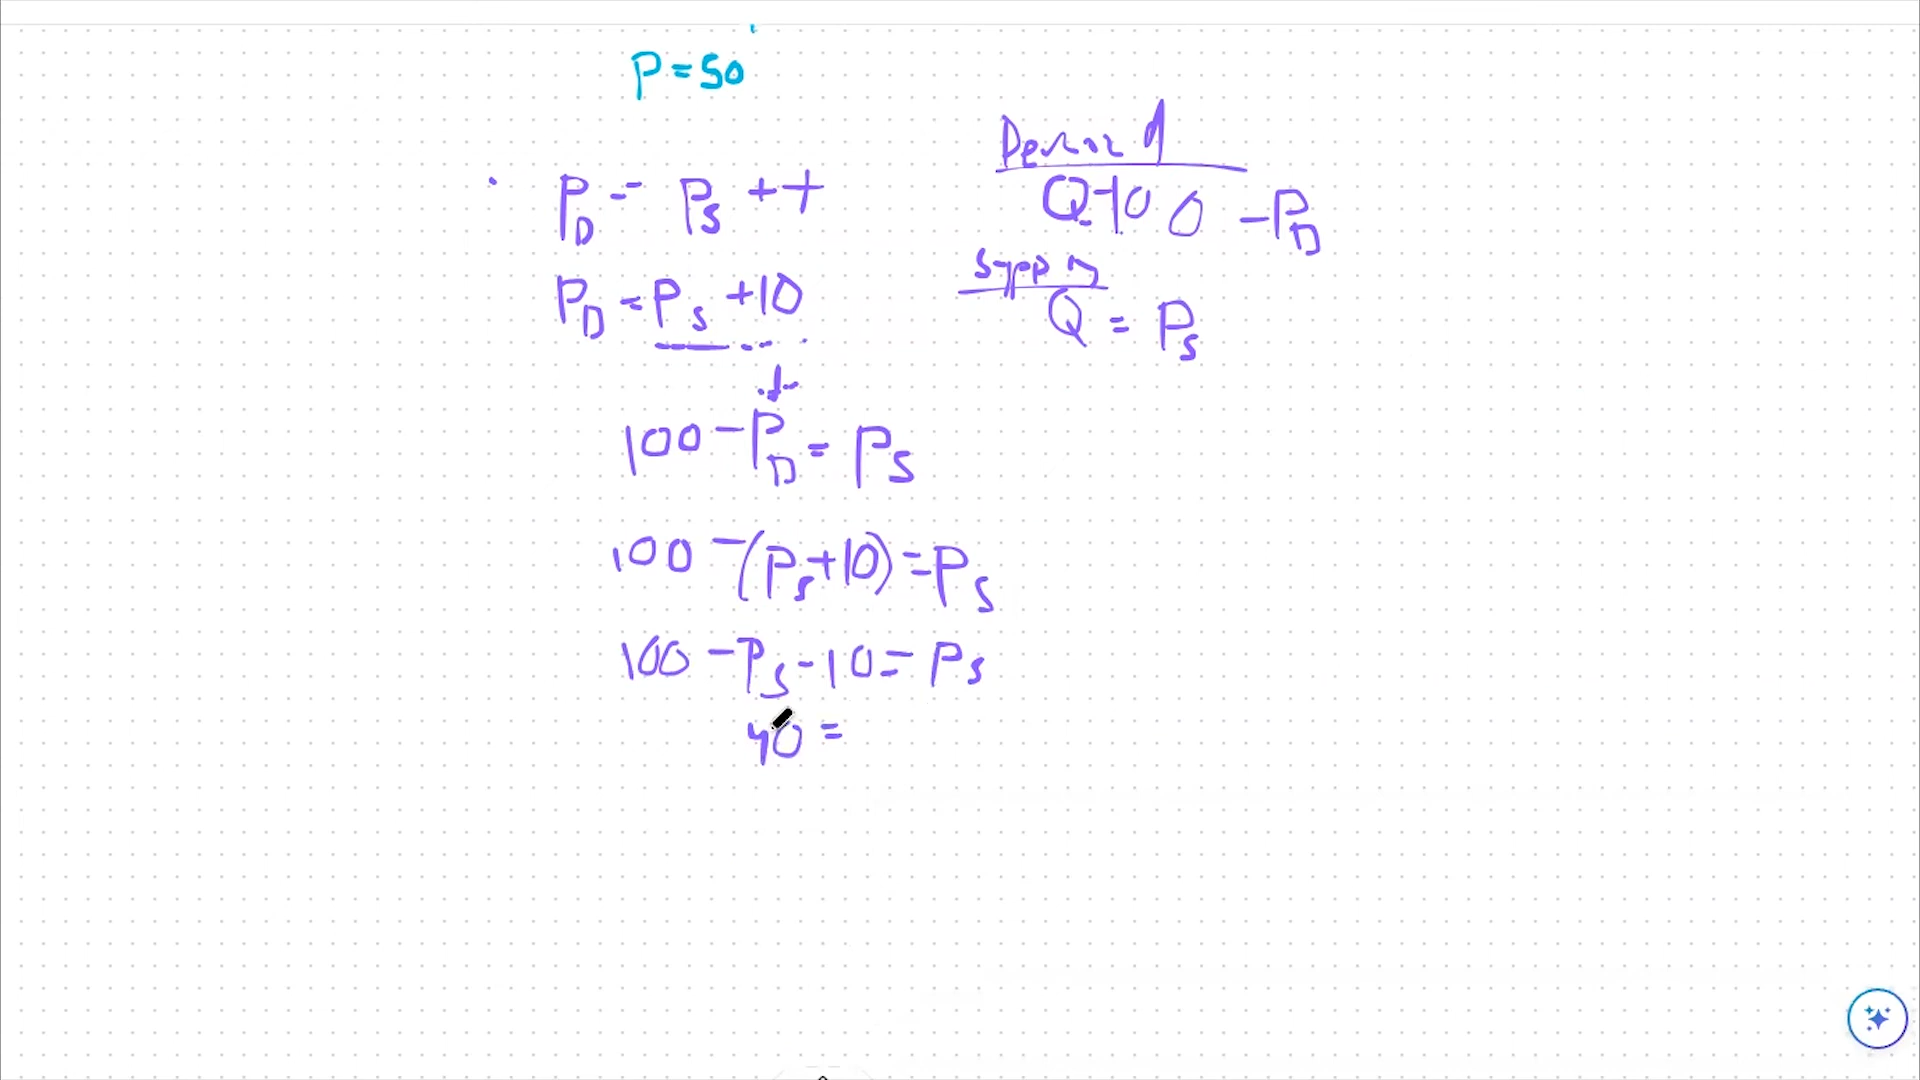 P = 50
P_D = P_S + t
P_D = P_S + 10
100 - P_D = P_S
100 - (P_S + 10) = P_S
100 - P_S - 10 = P_S
90 =
Demand
Q = 100 - P_D
Supply
Q = P_S